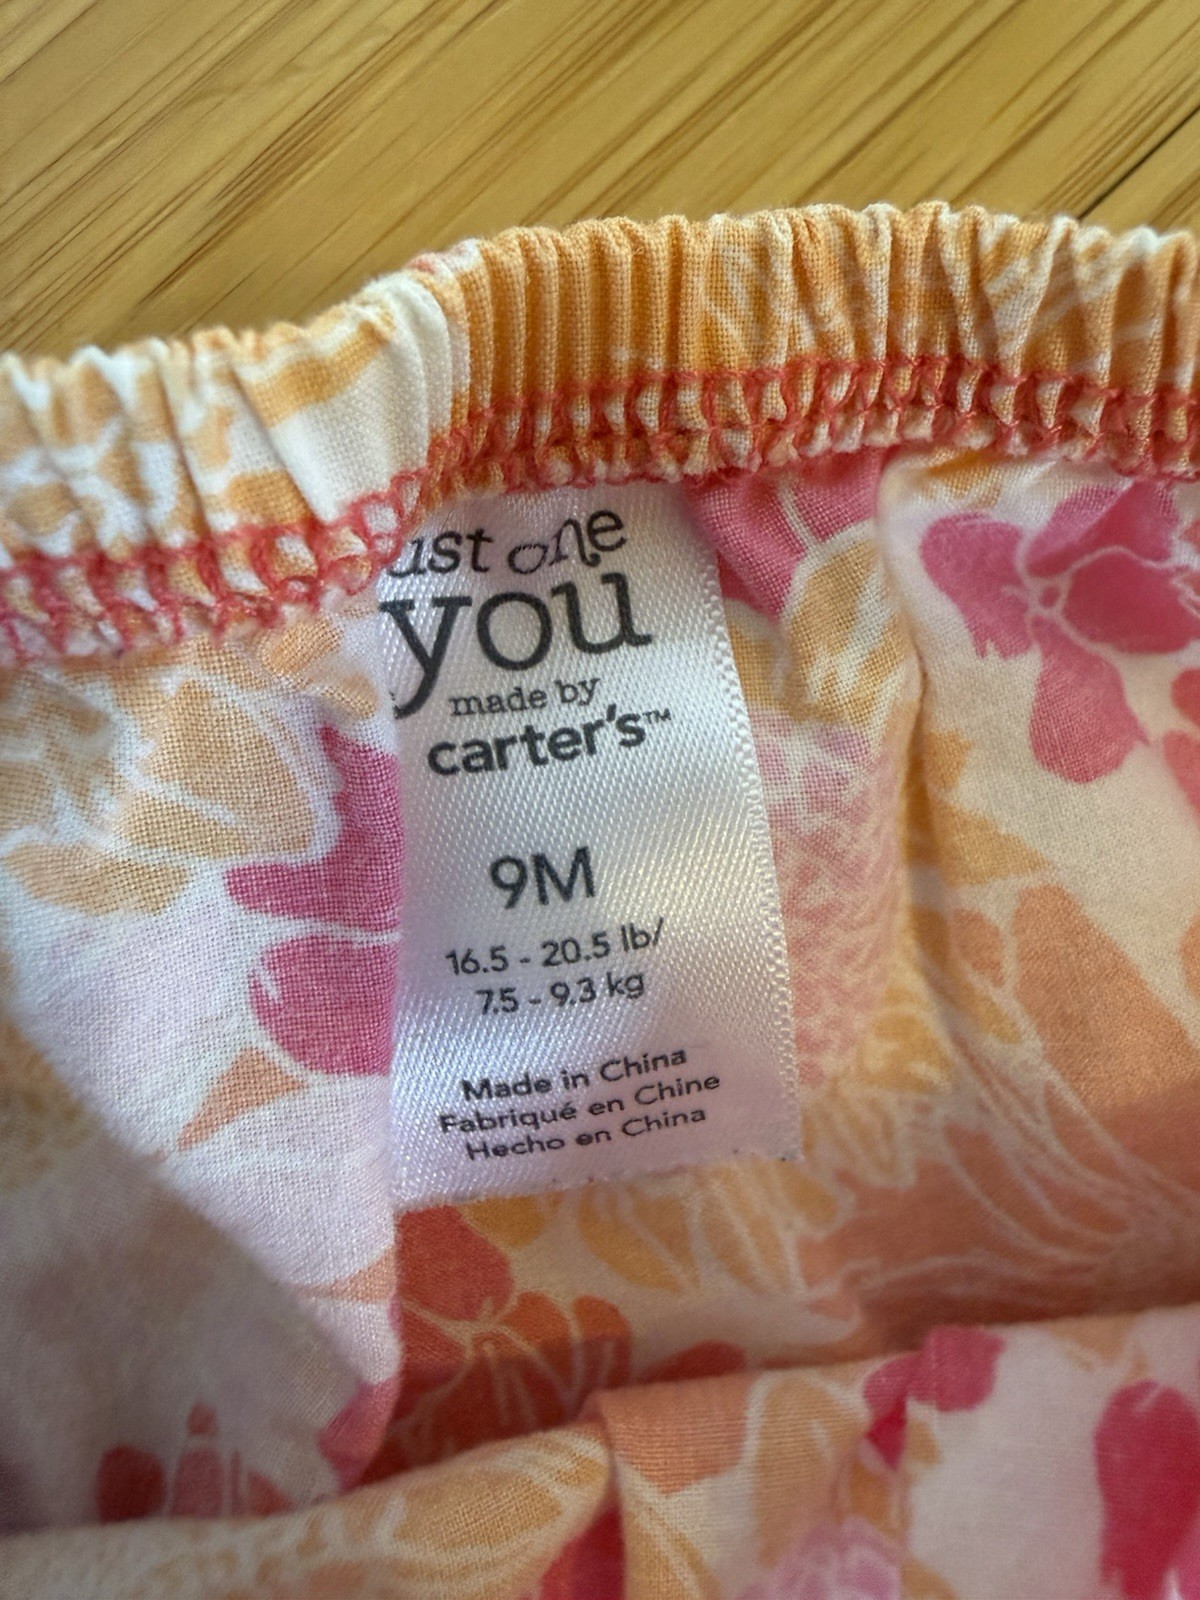 ust one
you
made by
carter's™
9M
16.5 - 20.5 lb/
7.5 - 9.3 kg
Made in China
Fabriqué en Chine
Hecho en China